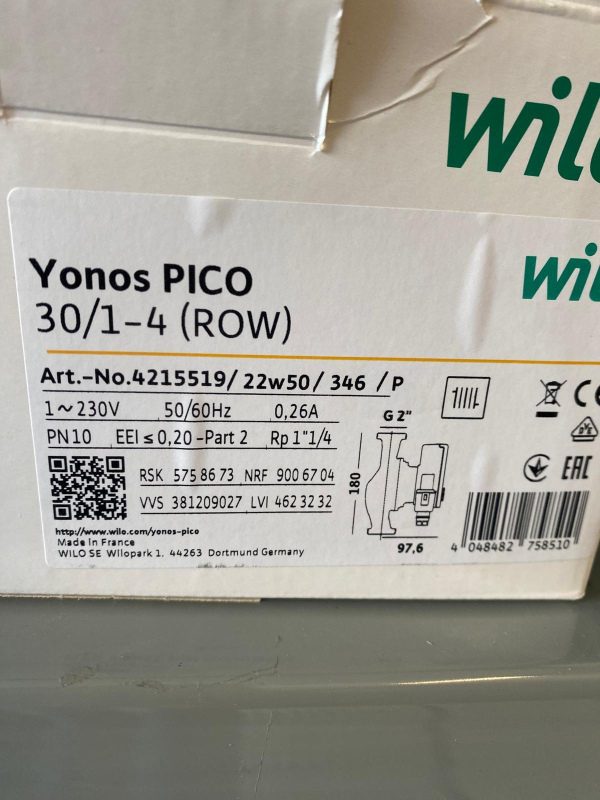 wilo
wilo
Yonos PICO
30/1-4 (ROW)
Art.-No.4215519/ 22w50 / 346 / P
1~230V 50/60Hz 0,26A
PN10 EEI ≤ 0,20 -Part 2 Rp 1"1/4
RSK 575 86 73 NRF 900 67 04
VVS 381209027 LVI 462 32 32
http://www.wilo.com/yonos-pico
Made in France
WILO SE Wilopark 1. 44263 Dortmund Germany
G 2"
180
97,6
CE
EAC
4 048482 758510